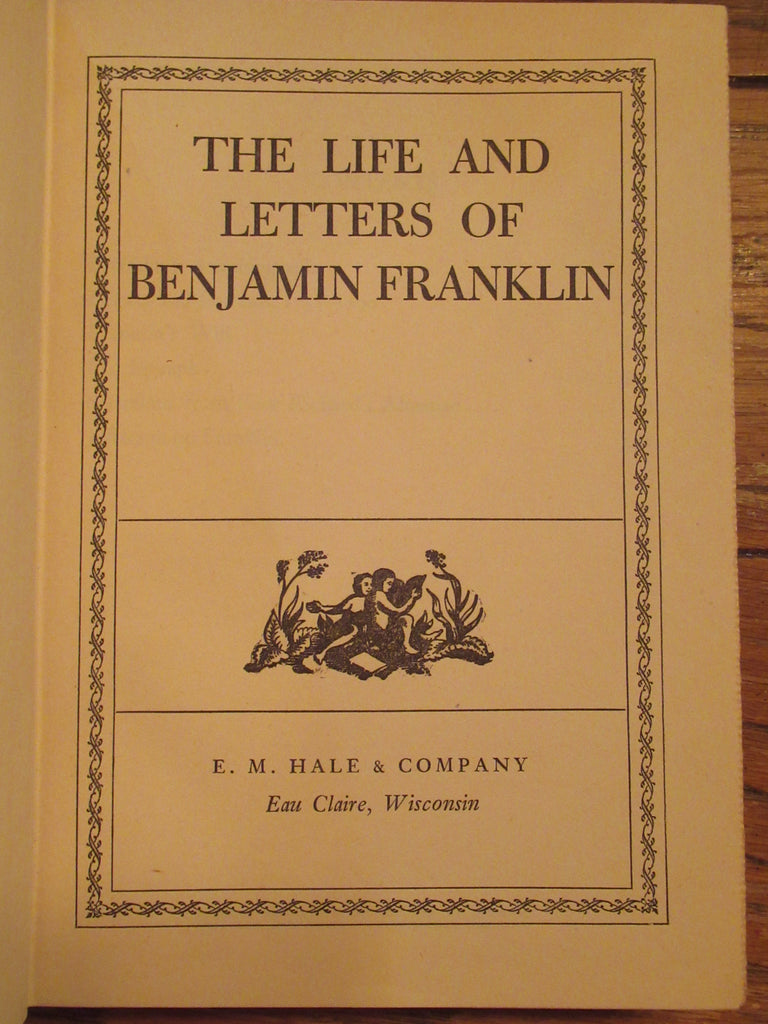 THE LIFE AND
LETTERS OF
BENJAMIN FRANKLIN
E. M. HALE & COMPANY
Eau Claire, Wisconsin